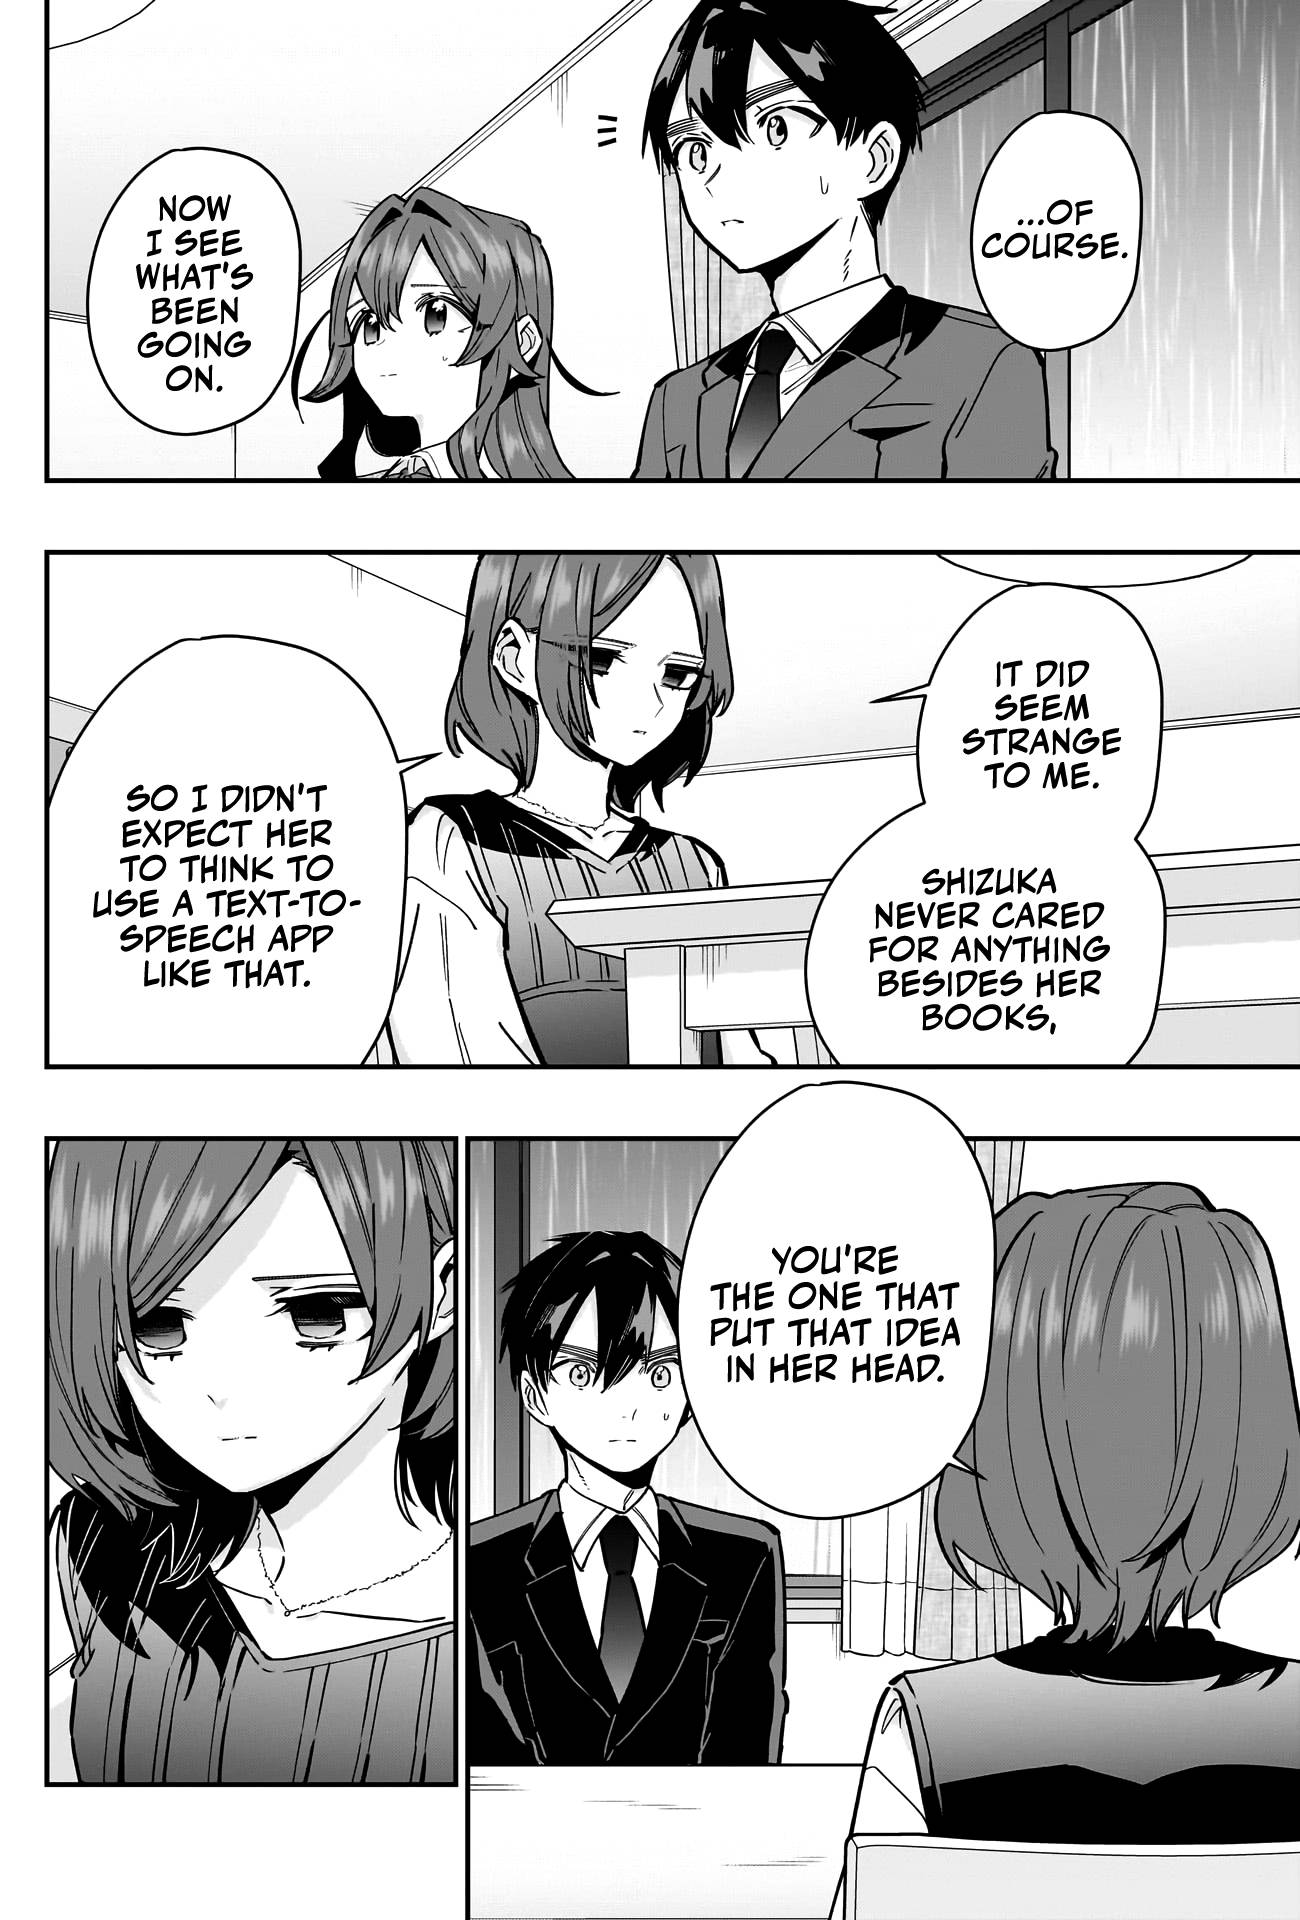 ...OF
COURSE.
NOW
I SEE
WHAT'S
BEEN
GOING
ON.
IT DID
SEEM
STRANGE
TO ME.
SHIZUKA
NEVER CARED
FOR ANYTHING
BESIDES HER
BOOKS,
SO I DIDN'T
EXPECT HER
TO THINK TO
USE A TEXT-TO-
SPEECH APP
LIKE THAT.
YOU'RE
THE ONE THAT
PUT THAT IDEA
IN HER HEAD.